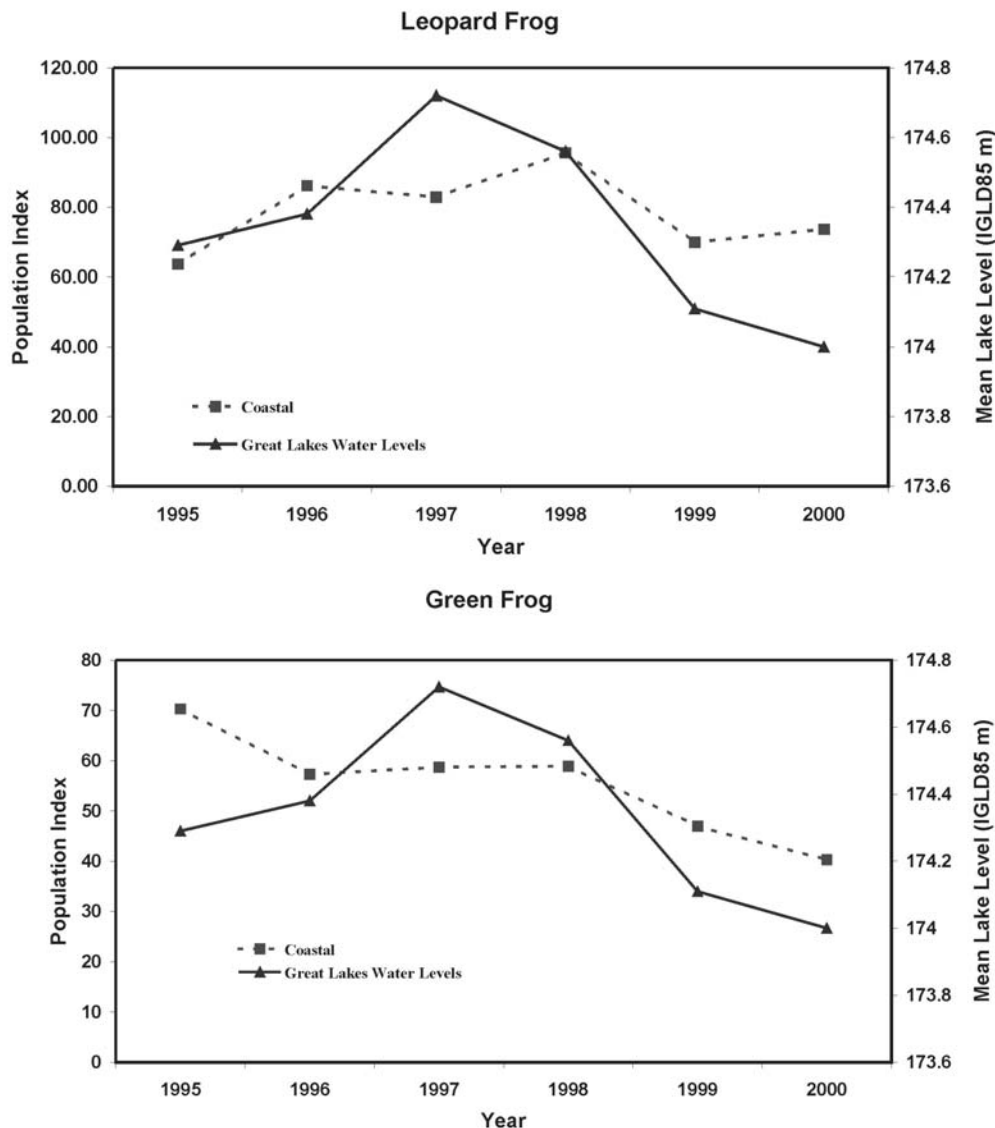 Leopard Frog
120.00
100.00
80.00
60.00
40.00
20.00
0.00
Population Index
174.8
174.6
174.4
174.2
174
173.8
173.6
Mean Lake Level (IGLD85 m)
Coastal
Great Lakes Water Levels
1995 1996 1997 1998 1999 2000
Year
Green Frog
80
70
60
50
40
30
20
10
0
Population Index
174.8
174.6
174.4
174.2
174
173.8
173.6
Mean Lake Level (IGLD85 m)
Coastal
Great Lakes Water Levels
1995 1996 1997 1998 1999 2000
Year